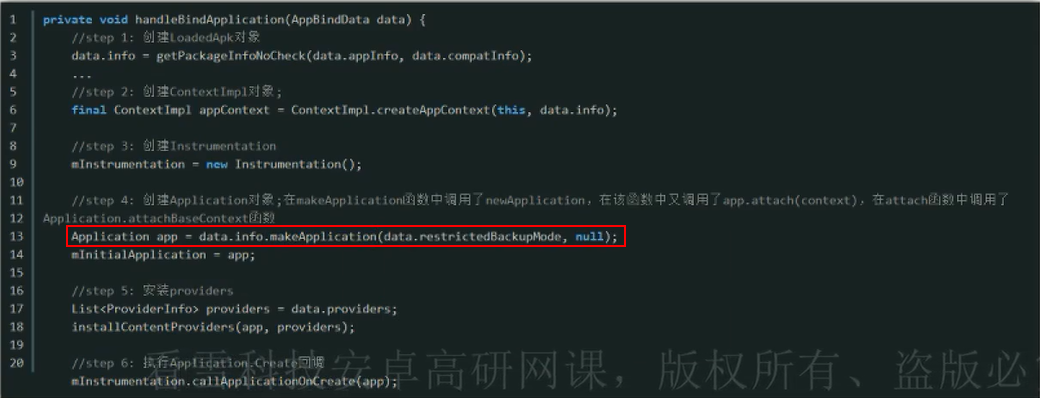 1 private void handleBindApplication(AppBindData data) {
2 //step 1: 创建LoadedApk对象
3 data.info = getPackageInfoNoCheck(data.appInfo, data.compatInfo);
4 ...
5 //step 2: 创建ContextImpl对象;
6 final ContextImpl appContext = ContextImpl.createAppContext(this, data.info);
7
8 //step 3: 创建Instrumentation
9 mInstrumentation = new Instrumentation();
10
11 //step 4: 创建Application对象;在makeApplication函数中调用了newApplication，在该函数中又调用了app.attach(context)，在attach函数中调用了
12 Application.attachBaseContext函数
13 Application app = data.info.makeApplication(data.restrictedBackupMode, null);
14 mInitialApplication = app;
15
16 //step 5: 安装providers
17 List<ProviderInfo> providers = data.providers;
18 installContentProviders(app, providers);
19
20 //step 6: 执行Application.Create回调
mInstrumentation.callApplicationOnCreate(app);
看雪科技安卓高研网课，版权所有、盗版必